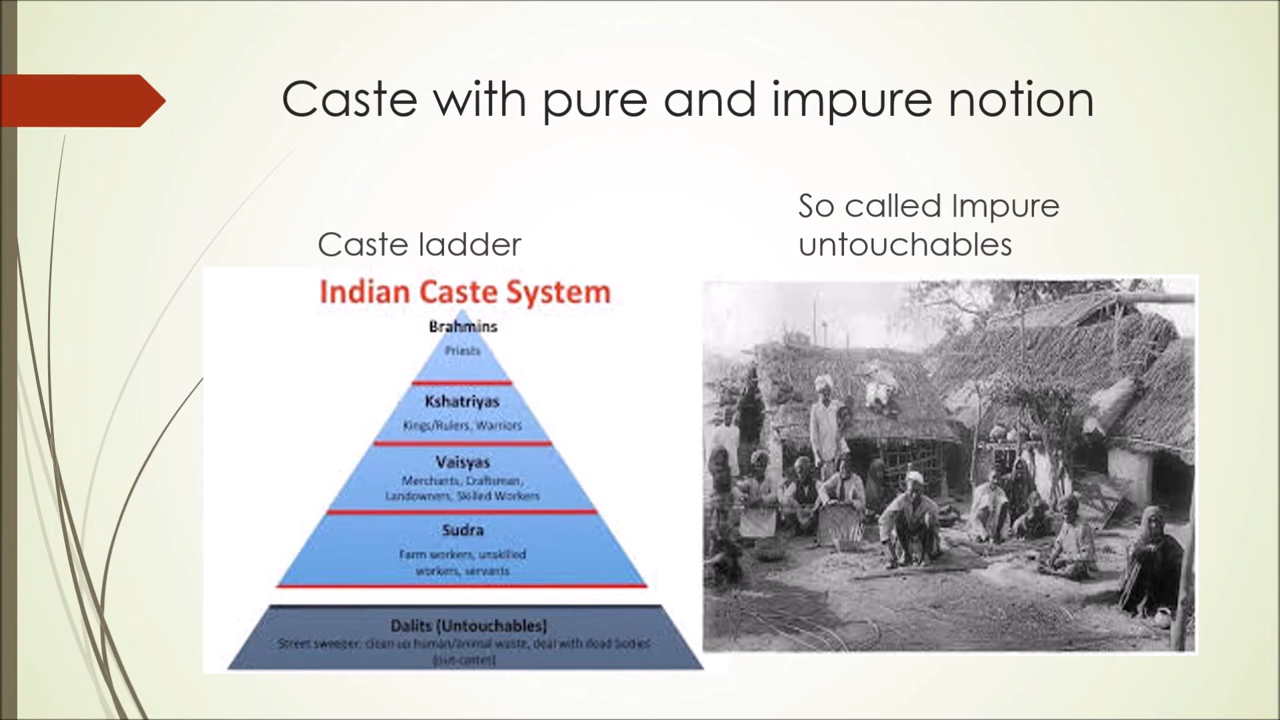 Caste with pure and impure notion
Caste ladder
So called Impure
untouchables
Indian Caste System
Brahmins
Priests
Kshatriyas
Kings/Rulers, Warriors
Vaisyas
Merchants, Craftsman,
Landowners, Skilled Workers
Sudra
Farm workers, unskilled
workers, servants
Dalits (Untouchables)
Street sweeper, clean up human/animal waste, deal with dead bodies
(out-castes)